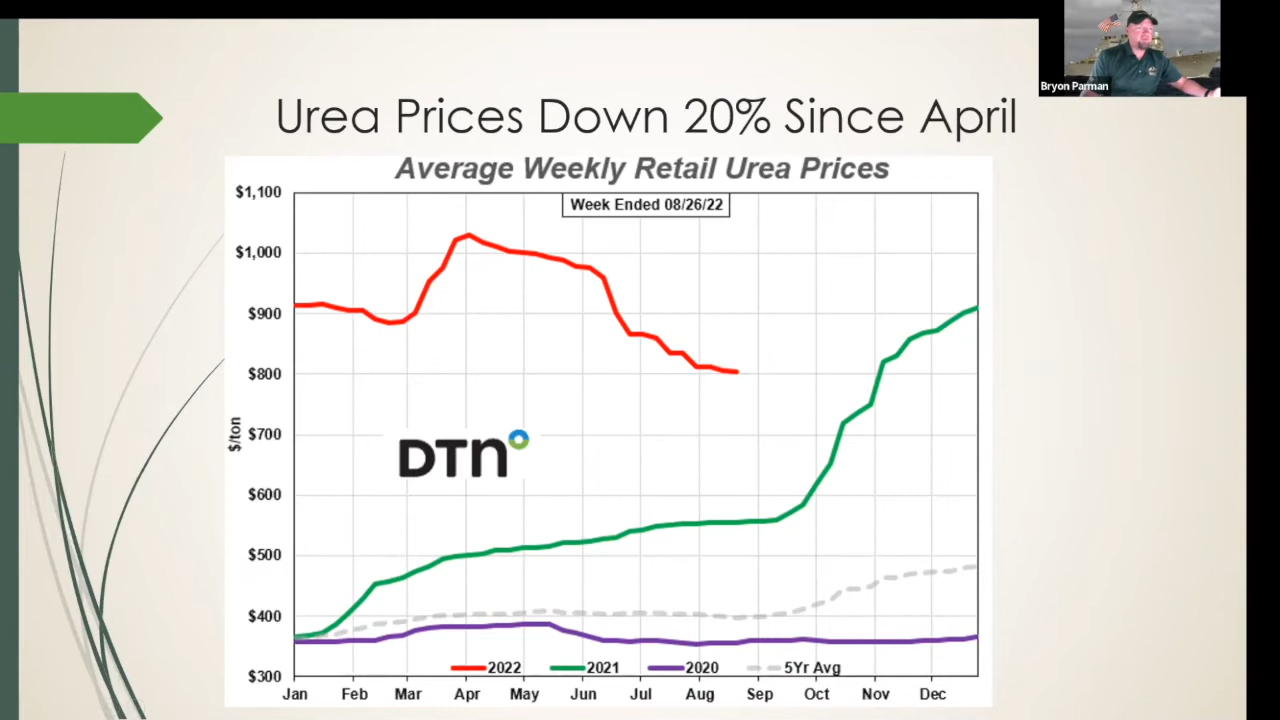 Bryon Parman
Urea Prices Down 20% Since April
Average Weekly Retail Urea Prices
Week Ended 08/26/22
$/ton
$1,100
$1,000
$900
$800
$700
$600
$500
$400
$300
DTN
2022 2021 2020 5Yr Avg
Jan Feb Mar Apr May Jun Jul Aug Sep Oct Nov Dec